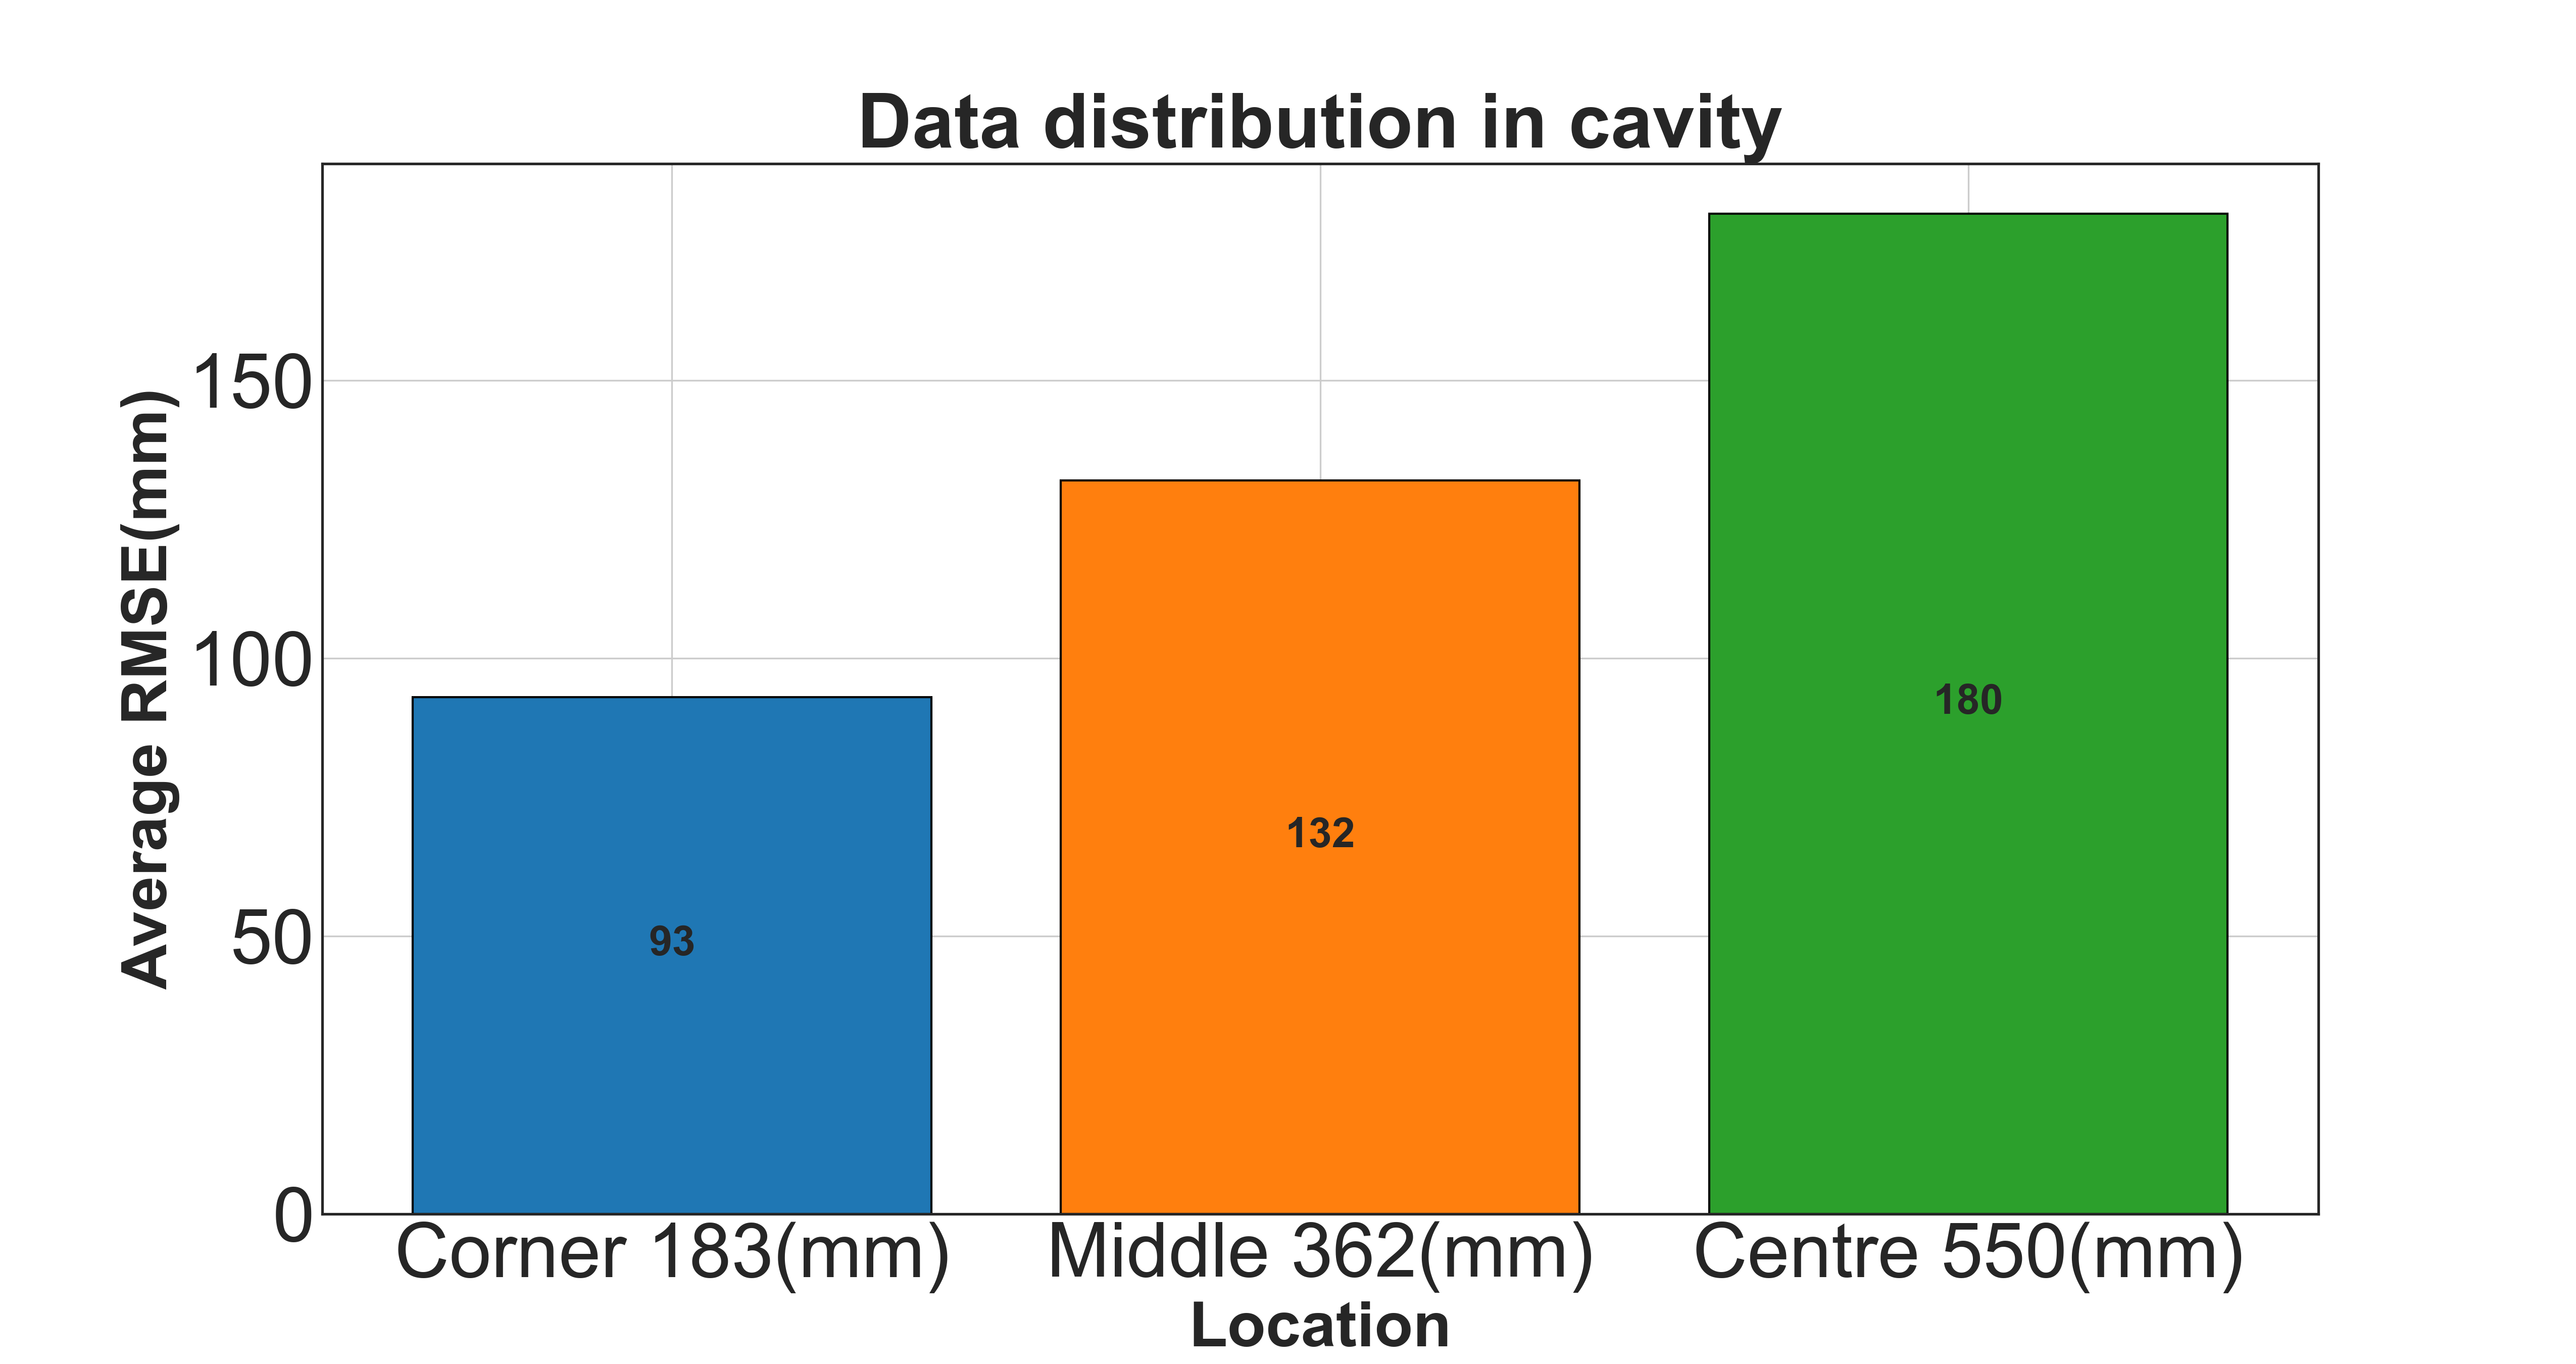 Data distribution in cavity
Average RMSE(mm)
150
100
50
0
93
132
180
Corner 183(mm)
Middle 362(mm)
Centre 550(mm)
Location